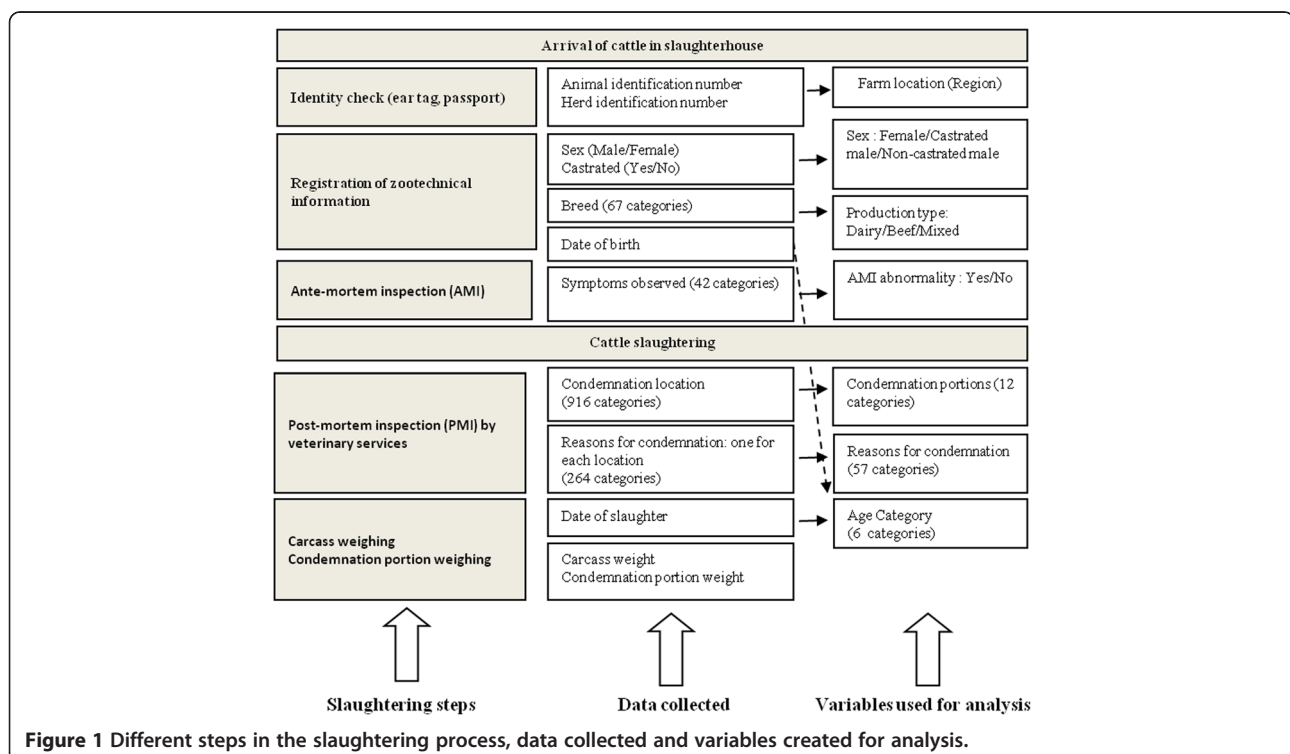 Arrival of cattle in slaughterhouse
Identity check (ear tag, passport)
Animal identification number
Herd identification number
Farm location (Region)
Registration of zootechnical
information
Sex (Male/Female)
Castrated (Yes/No)
Sex : Female/Castrated
male/Non-castrated male
Breed (67 categories)
Production type:
Dairy/Beef/Mixed
Date of birth
Ante-mortem inspection (AMI)
Symptoms observed (42 categories)
AMI abnormality : Yes/No
Cattle slaughtering
Post-mortem inspection (PMI) by
veterinary services
Condemnation location
(916 categories)
Condemnation portions (12
categories)
Reasons for condemnation: one for
each location
(264 categories)
Reasons for condemnation
(57 categories)
Carcass weighing
Condemnation portion weighing
Date of slaughter
Age Category
(6 categories)
Carcass weight
Condemnation portion weight
Slaughtering steps
Data collected
Variables used for analysis
Figure 1 Different steps in the slaughtering process, data collected and variables created for analysis.